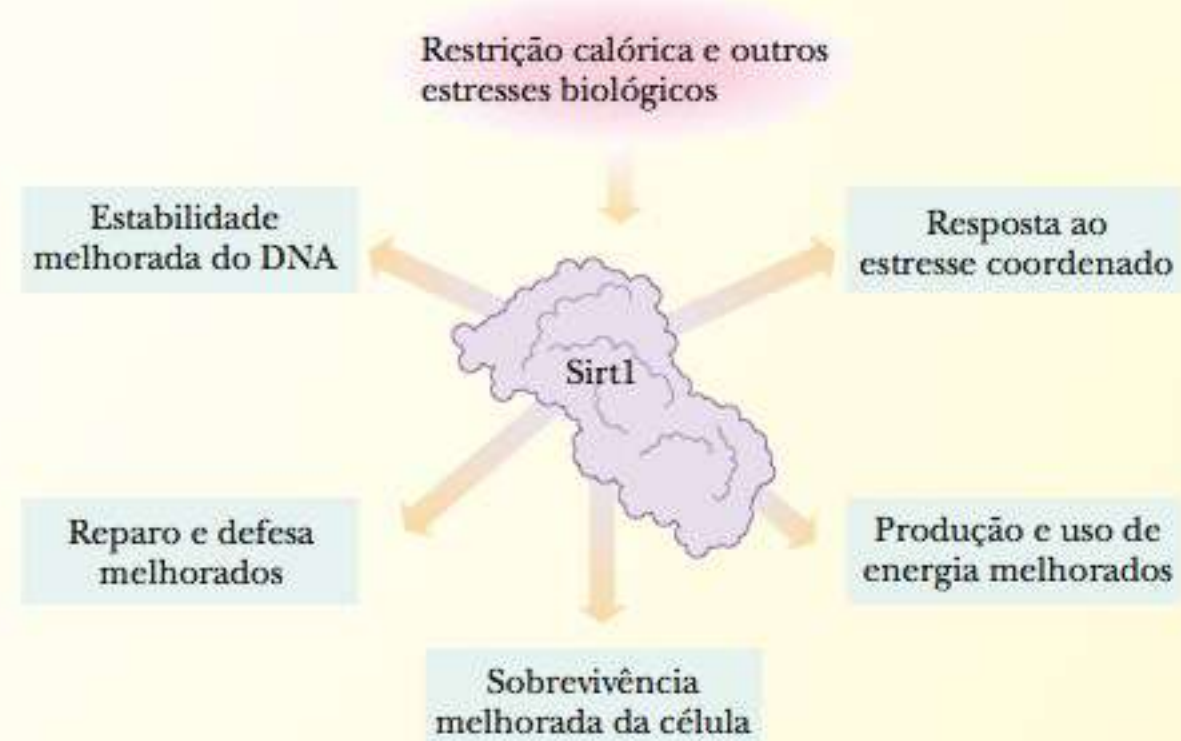 Restrição calórica e outros
estresses biológicos
Estabilidade
melhorada do DNA
Resposta ao
estresse coordenado
Sirt1
Reparo e defesa
melhorados
Produção e uso de
energia melhorados
Sobrevivência
melhorada da célula